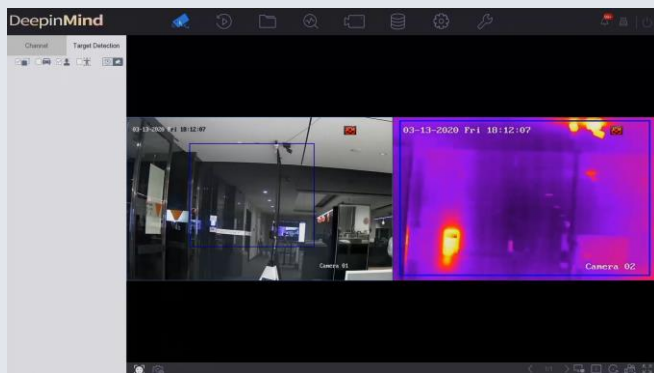 DeepinMind
Channel
Target Detection
03-13-2020 Fri 18:12:07
Camera 01
03-13-2020 Fri 18:12:07
Camera 02